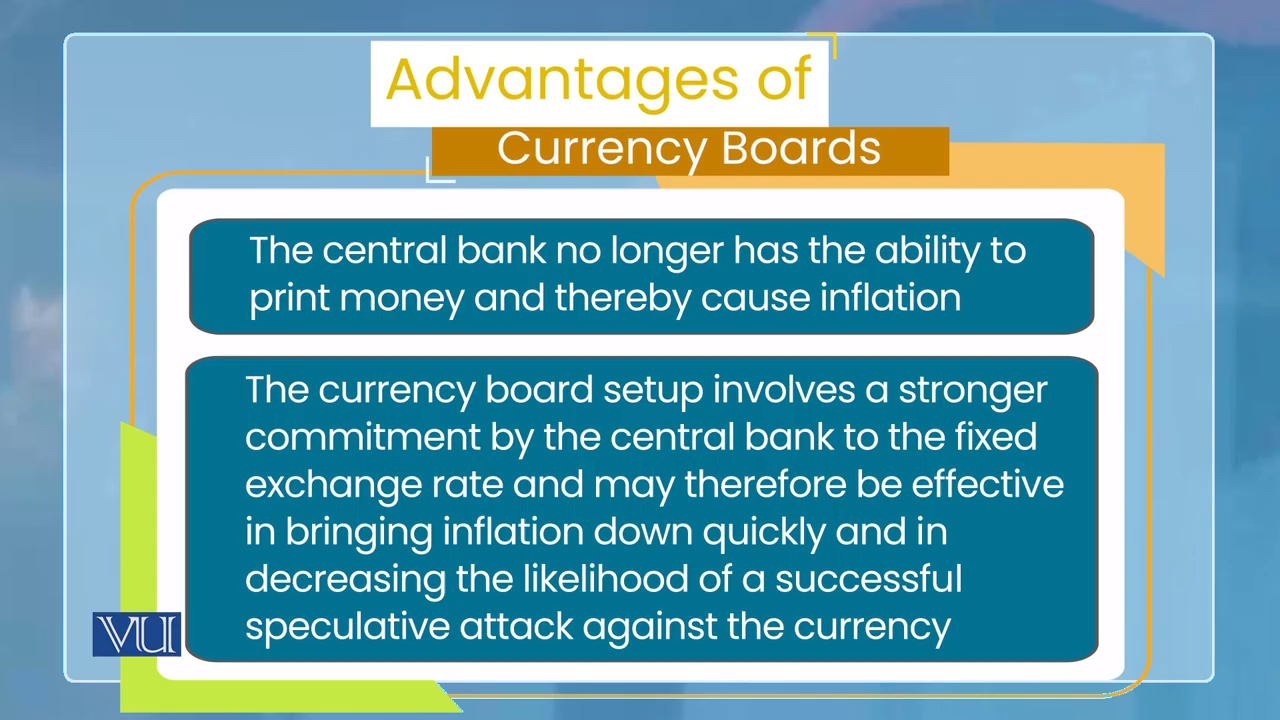 Advantages of
Currency Boards
The central bank no longer has the ability to
print money and thereby cause inflation
The currency board setup involves a stronger
commitment by the central bank to the fixed
exchange rate and may therefore be effective
in bringing inflation down quickly and in
decreasing the likelihood of a successful
speculative attack against the currency
VU